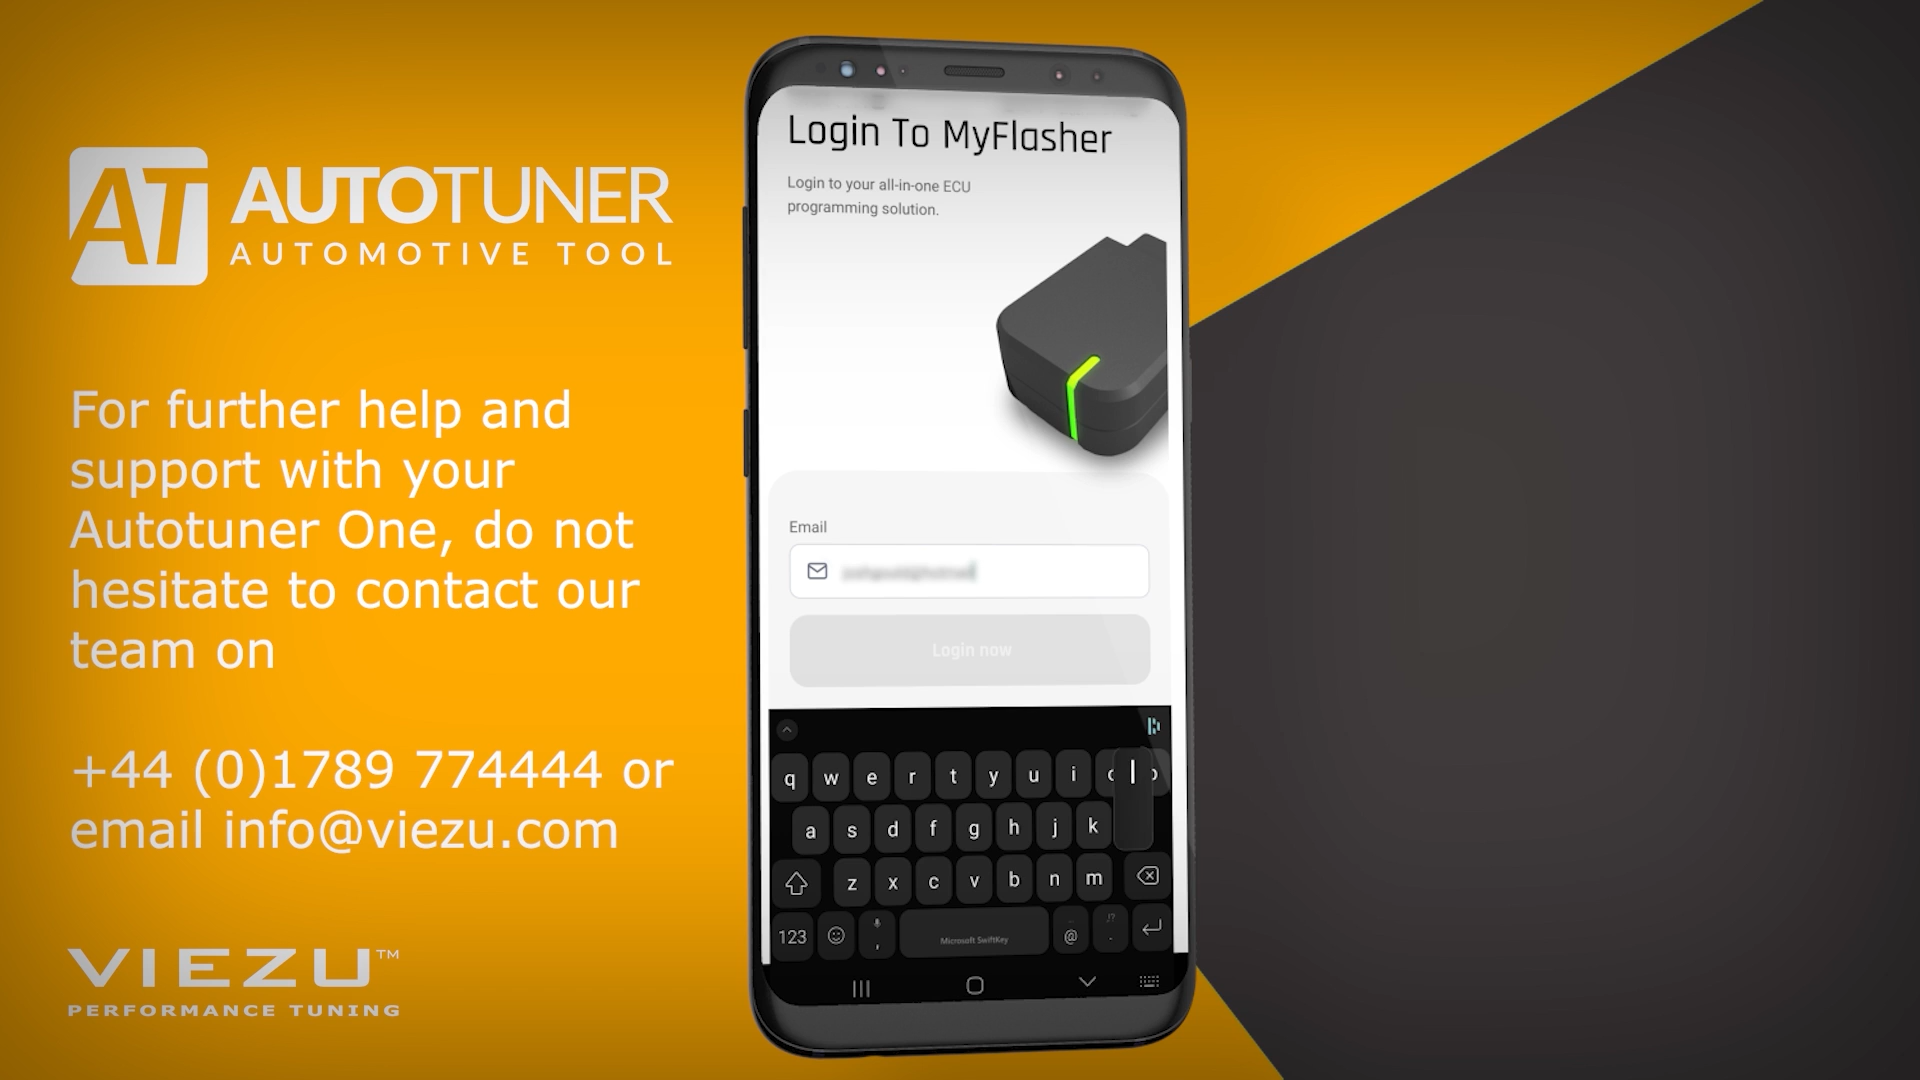 AT AUTOTUNER
AUTOMOTIVE TOOL
For further help and
support with your
Autotuner One, do not
hesitate to contact our
team on
+44 (0)1789 774444 or
email info@viezu.com
VIEZU™
PERFORMANCE TUNING
Login To MyFlasher
Login to your all-in-one ECU
programming solution.
Email
Login now
q w e r t y u i o p
a s d f g h j k l
z x c v b n m
123 , Microsoft SwiftKey @ !? .